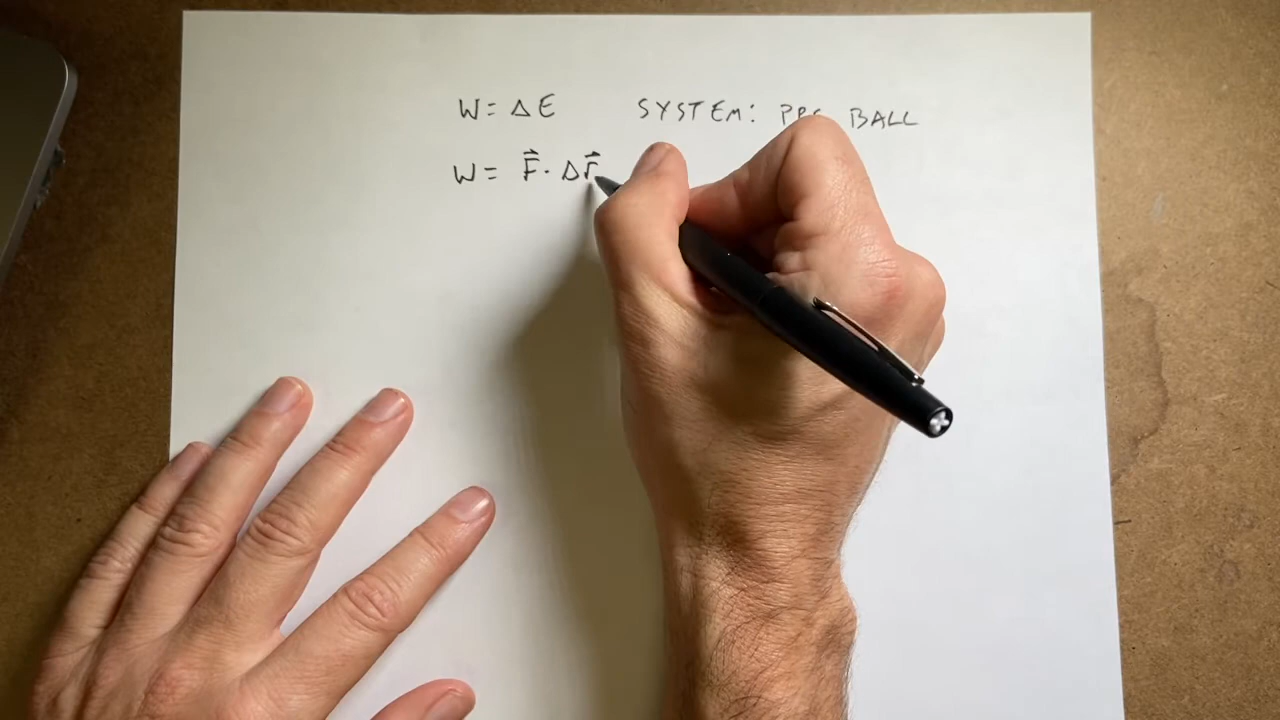 W = ΔE SYSTEM: BALL
W = F⃗ · Δr⃗